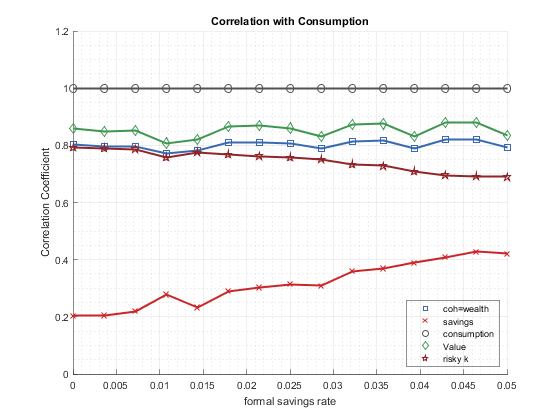 Correlation with Consumption
1.2
1
0.8
0.6
0.4
0.2
0
Correlation Coefficient
0 0.005 0.01 0.015 0.02 0.025 0.03 0.035 0.04 0.045 0.05
formal savings rate
coh=wealth
savings
consumption
Value
risky k